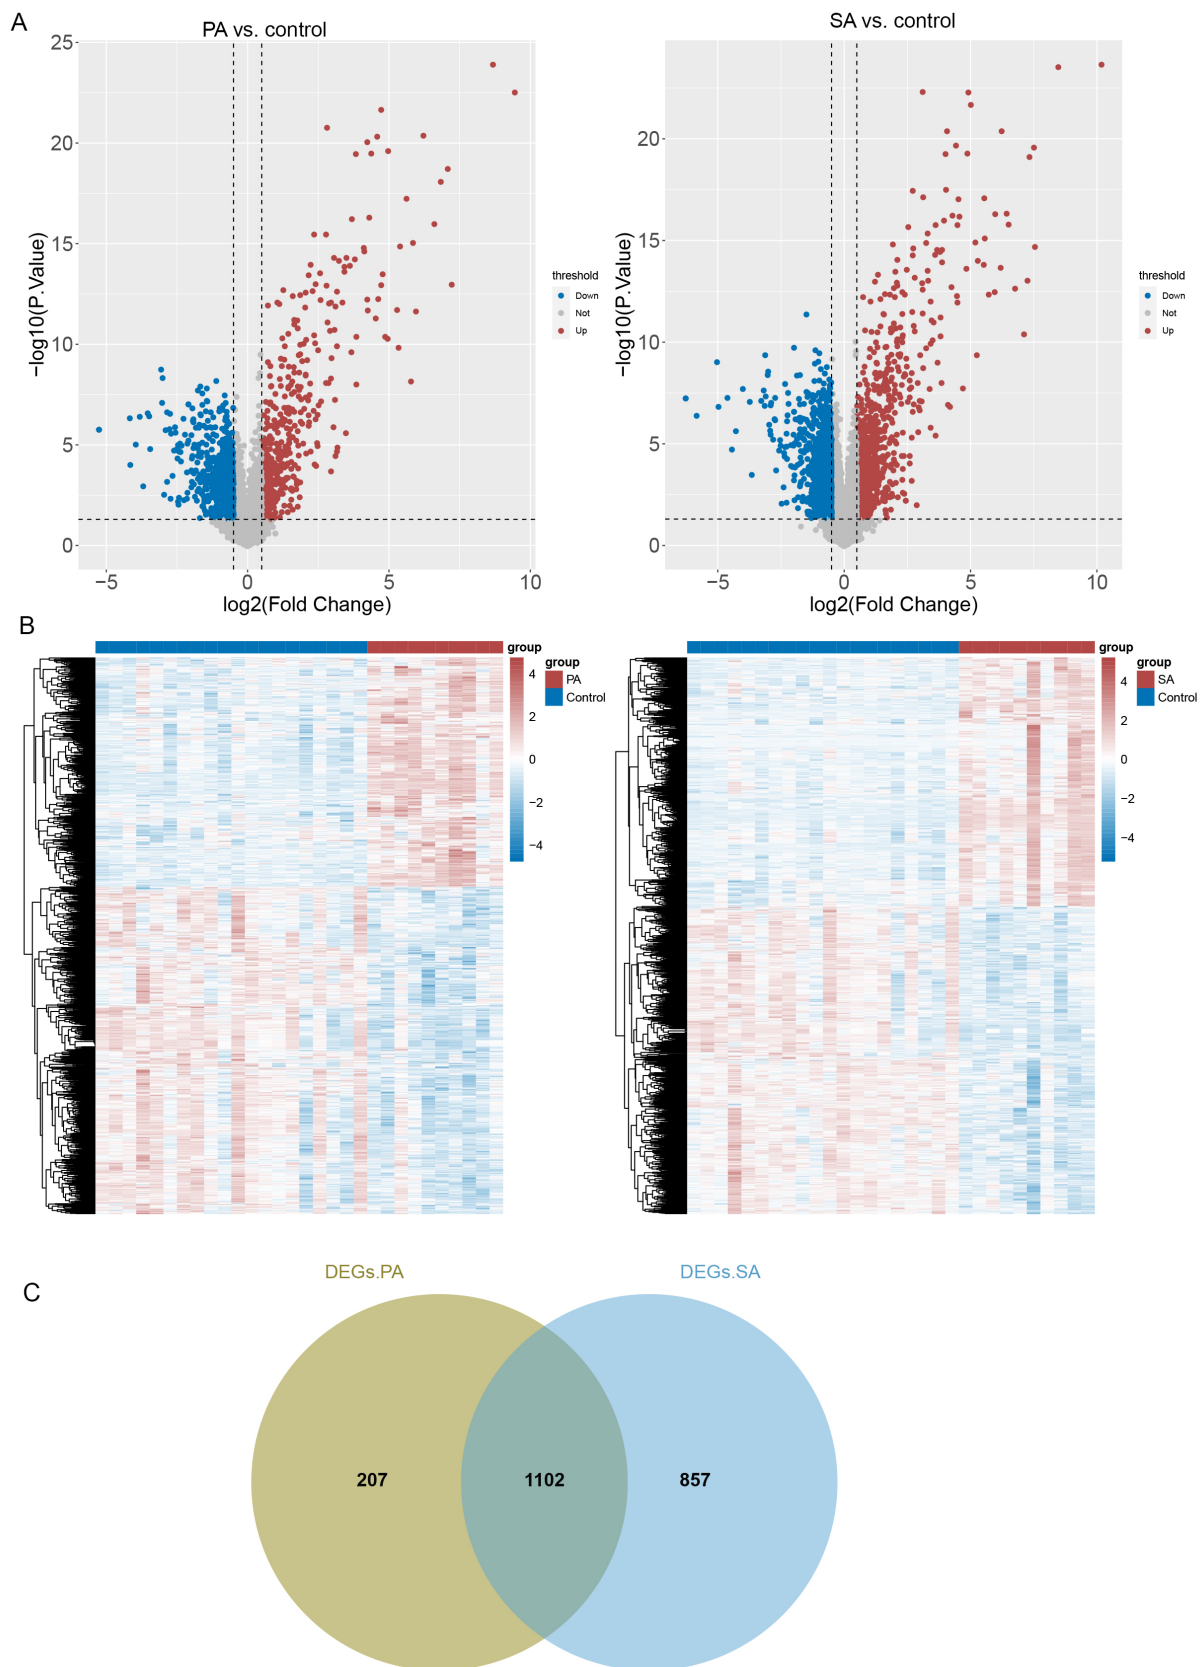 A
PA vs. control
SA vs. control
25
20
15
10
5
0
−log10(P.Value)
−5
0
5
10
log2(Fold Change)
threshold
Down
Not
Up
20
15
10
5
0
−log10(P.Value)
−5
0
5
10
log2(Fold Change)
threshold
Down
Not
Up
B
group
4
2
0
−2
−4
group
PA
Control
group
4
2
0
−2
−4
group
SA
Control
C
DEGs.PA
DEGs.SA
207
1102
857